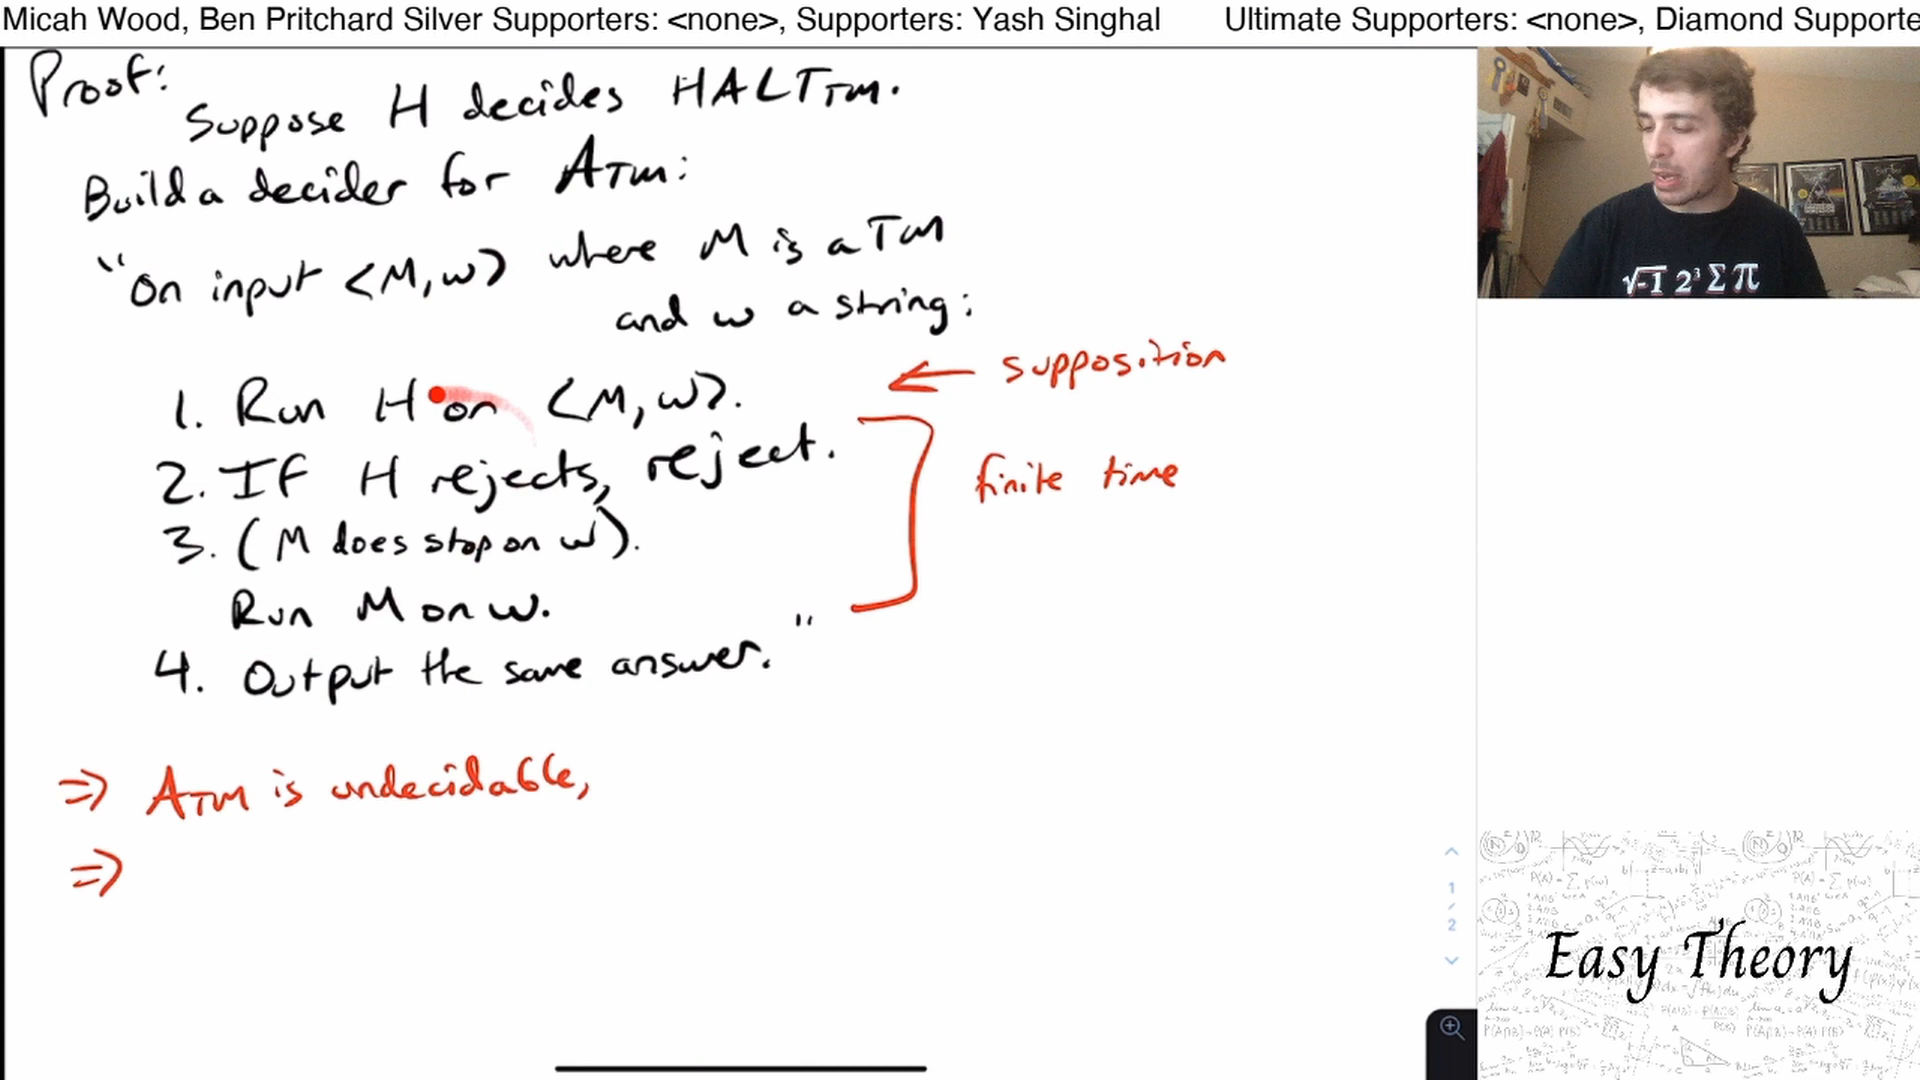 Micah Wood, Ben Pritchard Silver Supporters: <none>, Supporters: Yash Singhal Ultimate Supporters: <none>, Diamond Supporte
Proof:
Suppose H decides HALTTM.
Build a decider for ATM:
"On input <M,w> where M is a TM
and w a string:
1. Run H on <M,w>.
← supposition
2. If H rejects, reject.
finite time
3. (M does stop on w).
Run M on w.
4. Output the same answer."
⇒ ATM is undecidable,
⇒
√-1 2³ Σ π
1
2
Easy Theory